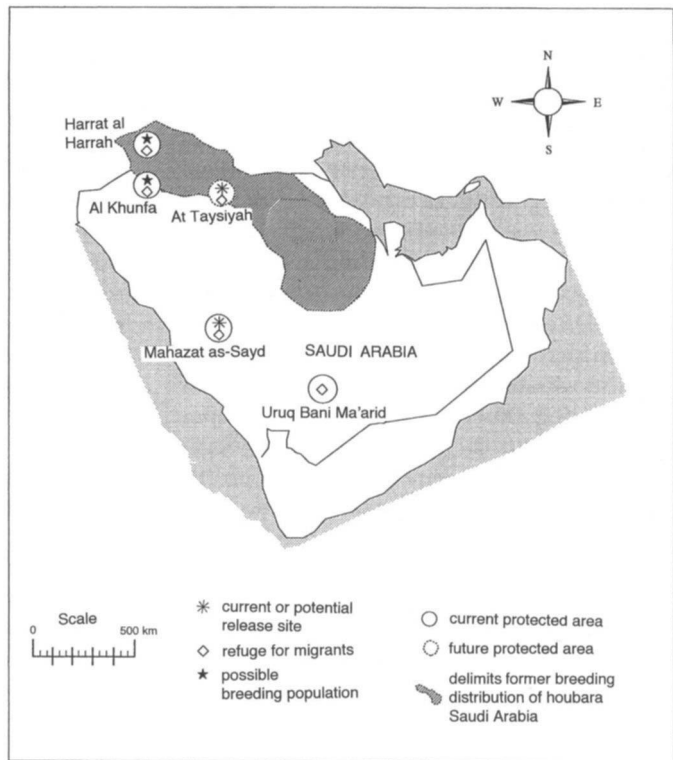 N
W E
S
Harrat al
Harrah
Al Khunfa
At Taysiyah
Mahazat as-Sayd
SAUDI ARABIA
Uruq Bani Ma'arid
Scale
0 500 km
current or potential
release site
refuge for migrants
possible
breeding population
current protected area
future protected area
delimits former breeding
distribution of houbara
Saudi Arabia